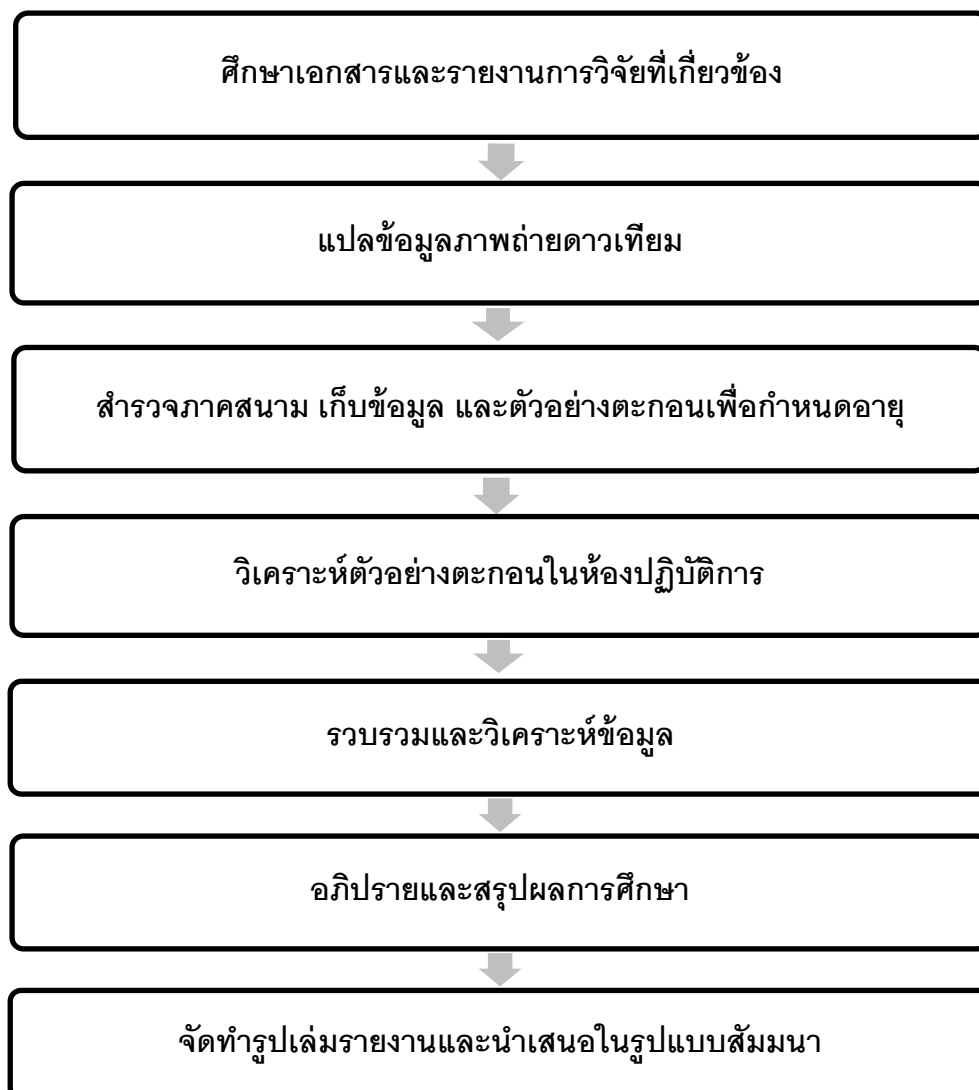 ศึกษาเอกสารและรายงานการวิจัยที่เกี่ยวข้อง
แปลข้อมูลภาพถ่ายดาวเทียม
สำรวจภาคสนาม เก็บข้อมูล และตัวอย่างตะกอนเพื่อกำหนดอายุ
วิเคราะห์ตัวอย่างตะกอนในห้องปฏิบัติการ
รวบรวมและวิเคราะห์ข้อมูล
อภิปรายและสรุปผลการศึกษา
จัดทำรูปเล่มรายงานและนำเสนอในรูปแบบสัมมนา